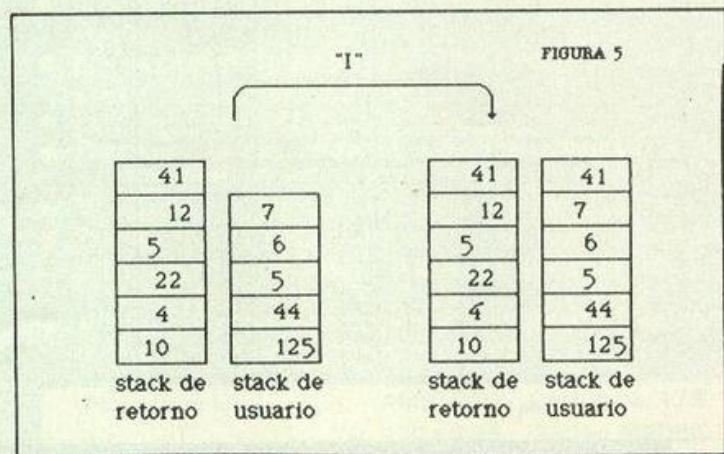 "I"
FIGURA 5
41 41 41
12 7 12 7
5 6 5 6
22 5 22 5
4 44 4 44
10 125 10 125
stack de stack de stack de stack de
retorno usuario retorno usuario